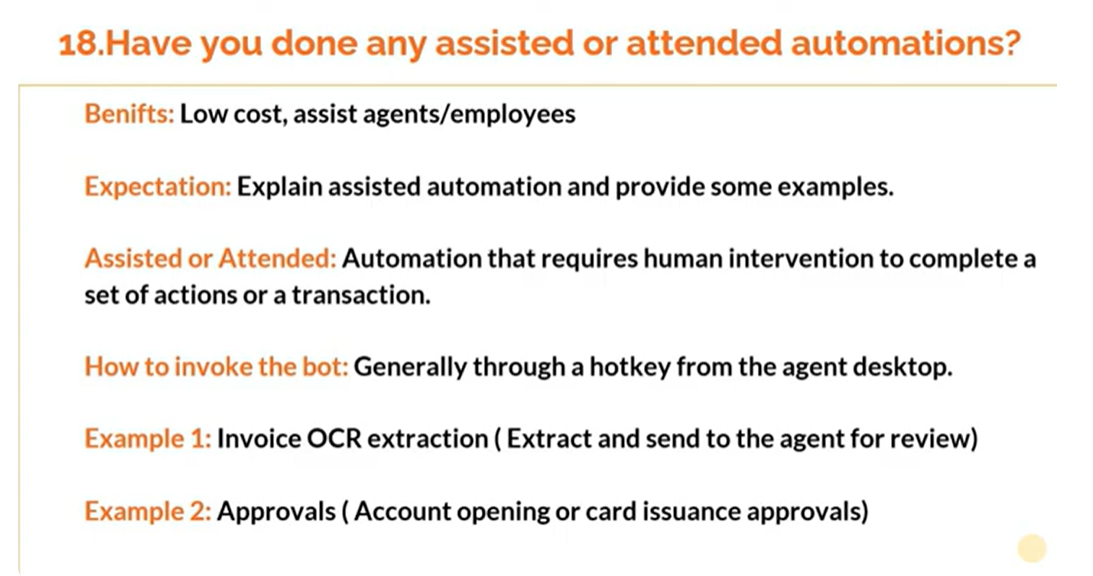 18.Have you done any assisted or attended automations?
Benifts: Low cost, assist agents/employees
Expectation: Explain assisted automation and provide some examples.
Assisted or Attended: Automation that requires human intervention to complete a
set of actions or a transaction.
How to invoke the bot: Generally through a hotkey from the agent desktop.
Example 1: Invoice OCR extraction ( Extract and send to the agent for review)
Example 2: Approvals ( Account opening or card issuance approvals)